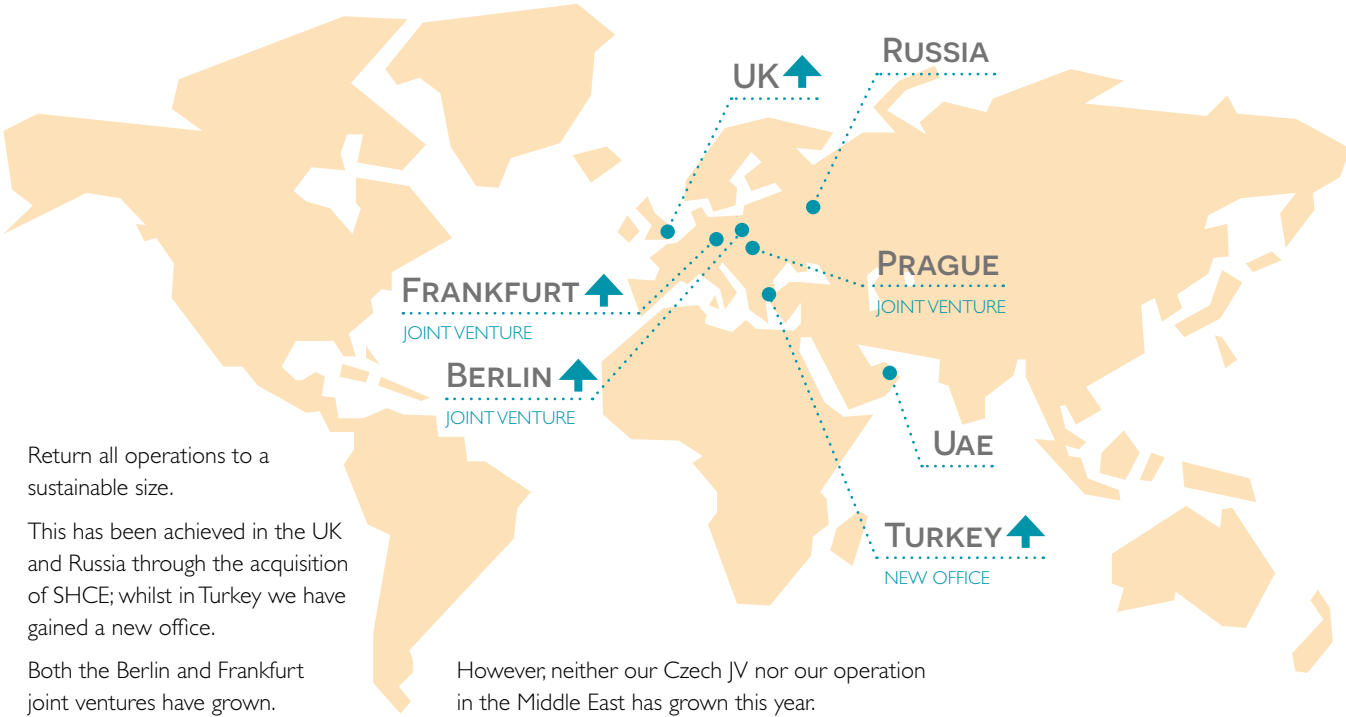 UK
RUSSIA
FRANKFURT
JOINT VENTURE
PRAGUE
JOINT VENTURE
BERLIN
JOINT VENTURE
UAE
TURKEY
NEW OFFICE
Return all operations to a
sustainable size.
This has been achieved in the UK
and Russia through the acquisition
of SHCE; whilst in Turkey we have
gained a new office.
Both the Berlin and Frankfurt
joint ventures have grown.
However, neither our Czech JV nor our operation
in the Middle East has grown this year.